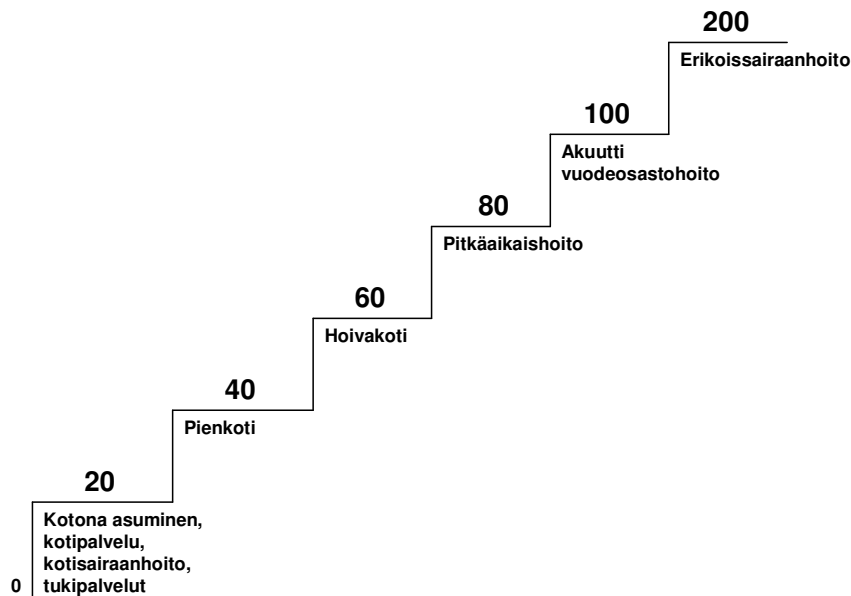 200
Erikoissairaanhoito
100
Akuutti
vuodeosastohoito
80
Pitkäaikaishoito
60
Hoivakoti
40
Pienkoti
20
Kotona asuminen,
kotipalvelu,
kotisairaanhoito,
0 tukipalvelut